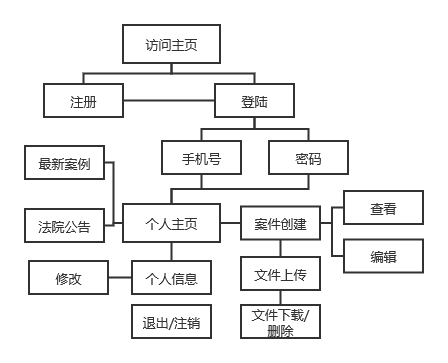 访问主页
注册
登陆
手机号
密码
最新案例
法院公告
个人主页
案件创建
查看
编辑
修改
个人信息
文件上传
退出/注销
文件下载/
删除